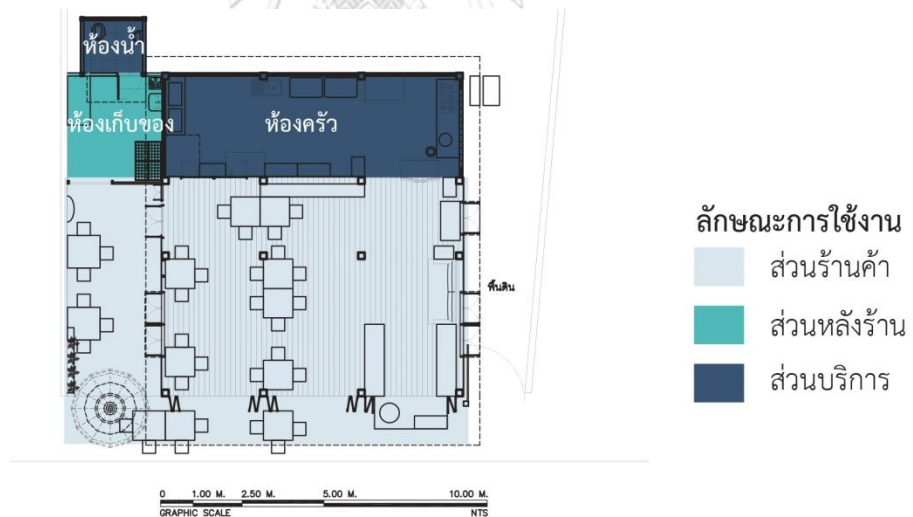 ห้องน้ำ
ห้องเก็บของ
ห้องครัว
พื้นดิน
ลักษณะการใช้งาน
ส่วนร้านค้า
ส่วนหลังร้าน
ส่วนบริการ
0 1.00 M. 2.50 M. 5.00 M. 10.00 M.
GRAPHIC SCALE NTS